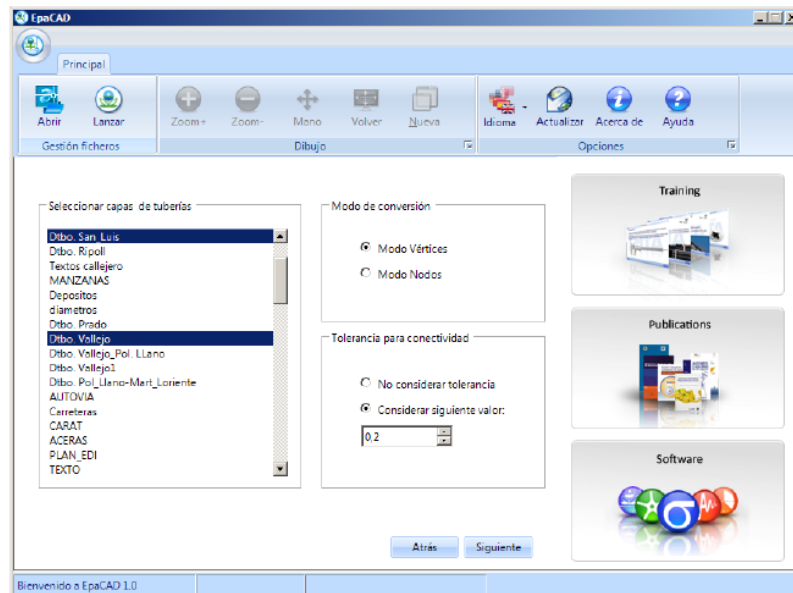 EpaCAD
Principal
Abrir
Lanzar
Zoom+
Zoom-
Mano
Volver
Nueva
Idioma
Actualizar
Acerca de
Ayuda
Gestión ficheros
Dibujo
Opciones
Seleccionar capas de tuberías
Dtbo. San_Luis
Dtbo. Ripoll
Textos callejero
MANZANAS
Depositos
diametros
Dtbo. Prado
Dtbo. Vallejo
Dtbo. Vallejo_Pol. LLano
Dtbo. Vallejo1
Dtbo. Pol_Llano-Mart_Loriente
AUTOVIA
Carreteras
CARAT
ACERAS
PLAN_EDI
TEXTO
Modo de conversión
Modo Vértices
Modo Nodos
Tolerancia para conectividad
No considerar tolerancia
Considerar siguiente valor:
0,2
Atrás
Siguiente
Training
Publications
Software
Bienvenido a EpaCAD 1.0